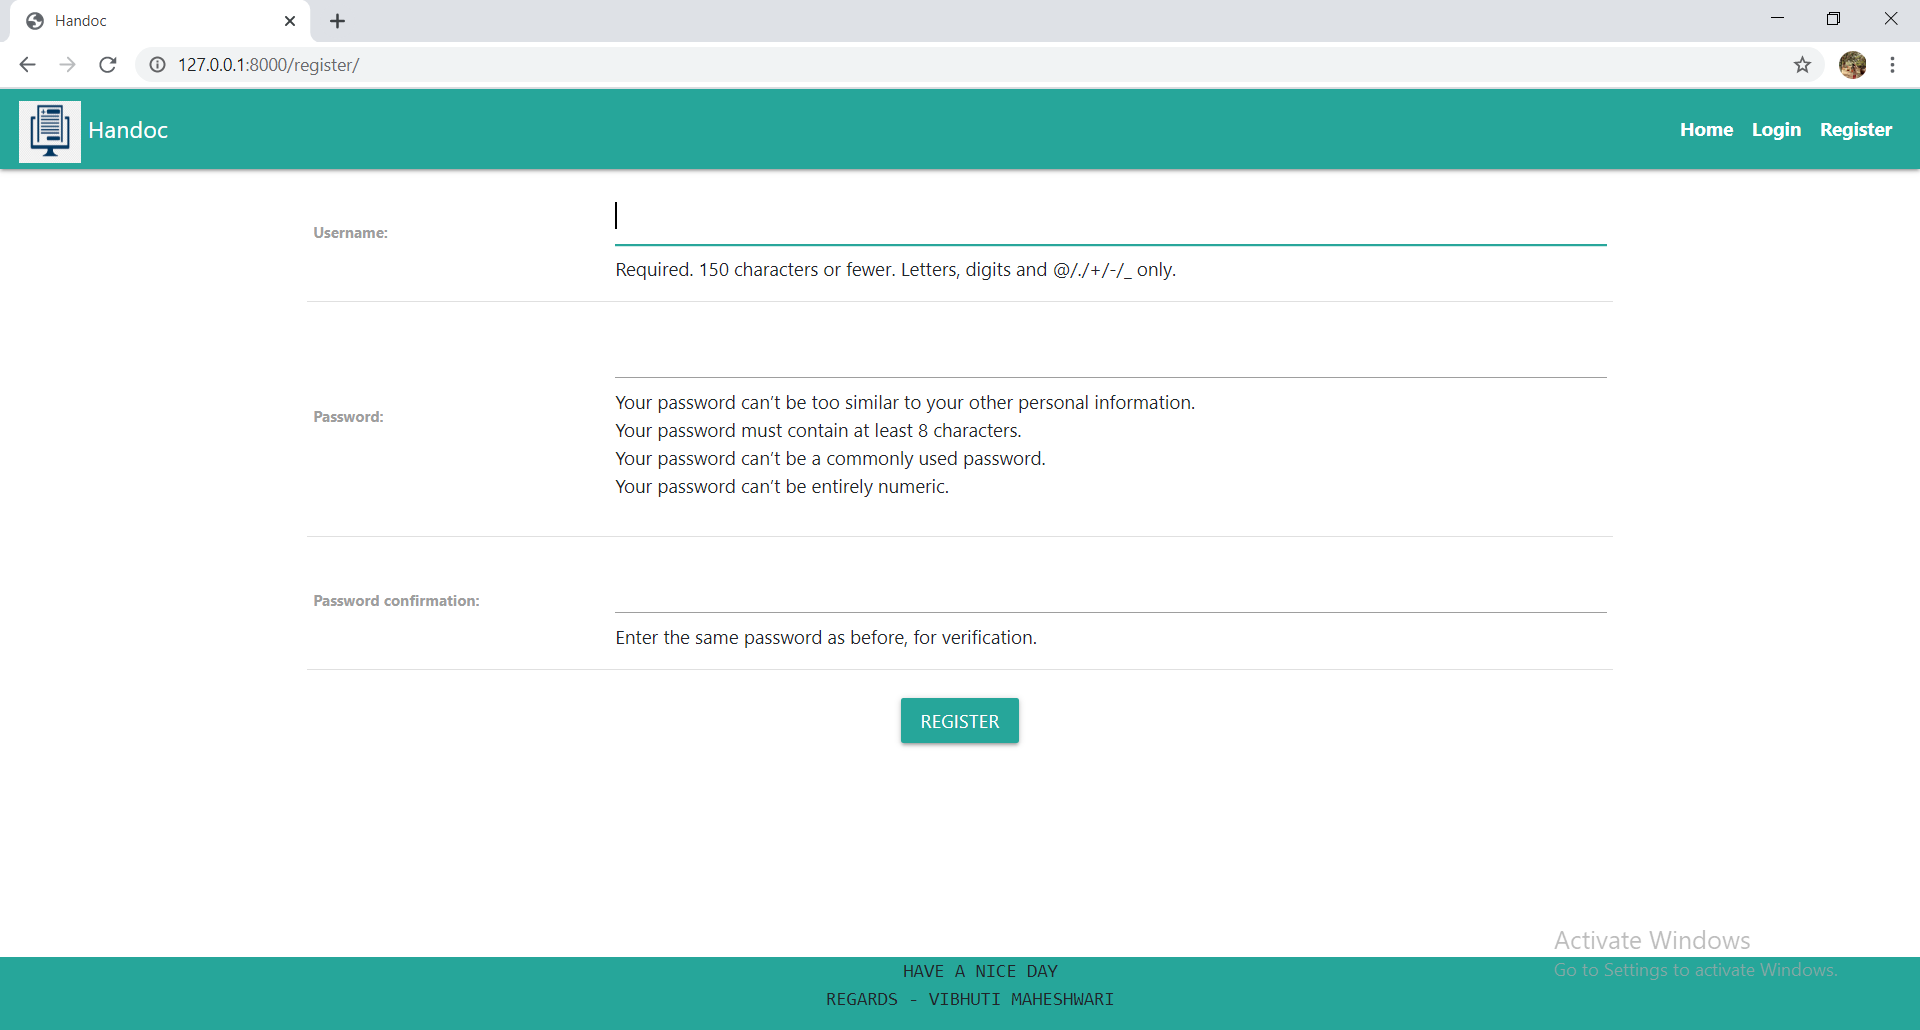 Handoc
127.0.0.1:8000/register/
Handoc
Home Login Register
Username:
Required. 150 characters or fewer. Letters, digits and @/./+/-/_ only.
Password:
Your password can’t be too similar to your other personal information.
Your password must contain at least 8 characters.
Your password can’t be a commonly used password.
Your password can’t be entirely numeric.
Password confirmation:
Enter the same password as before, for verification.
REGISTER
Activate Windows
Go to Settings to activate Windows.
HAVE A NICE DAY
REGARDS - VIBHUTI MAHESHWARI